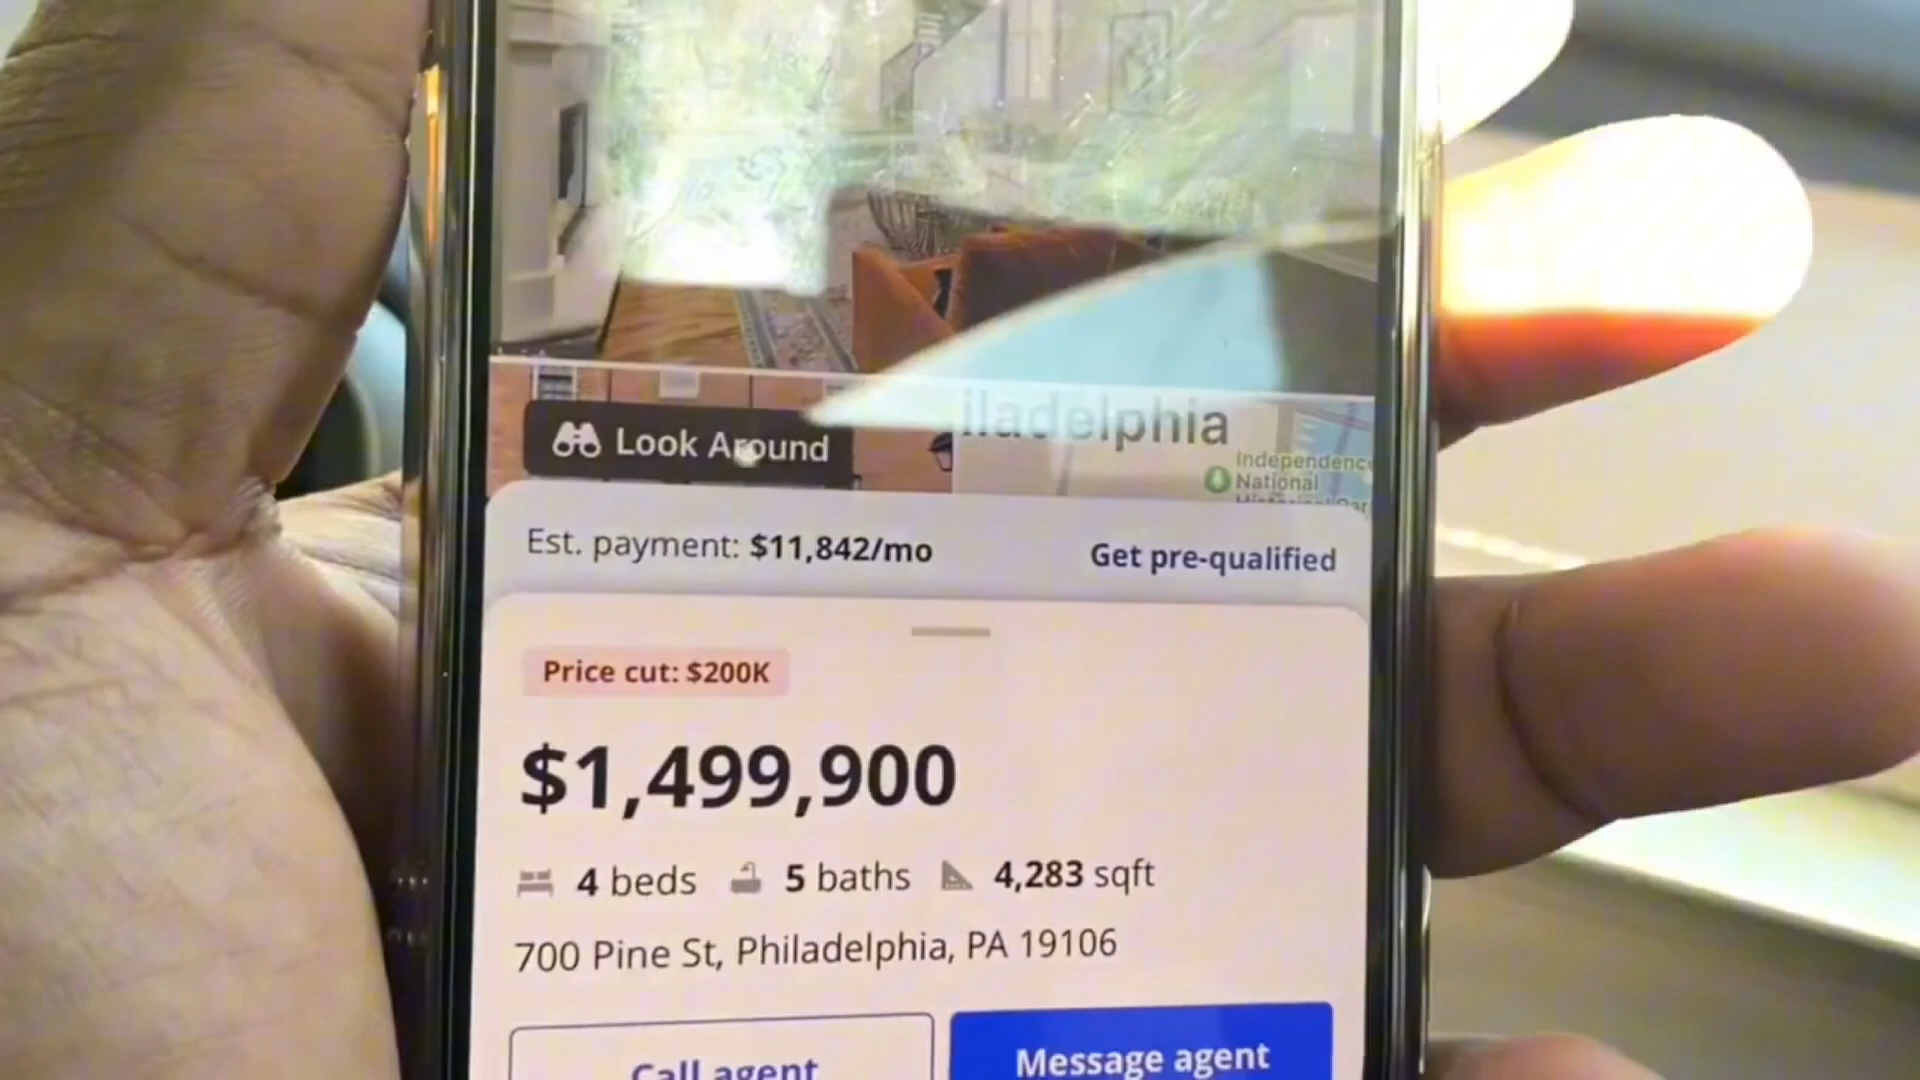 iladelphia
Look Around
Independenc
National
Est. payment: $11,842/mo
Get pre-qualified
Price cut: $200K
$1,499,900
4 beds 5 baths 4,283 sqft
700 Pine St, Philadelphia, PA 19106
Call agent
Message agent